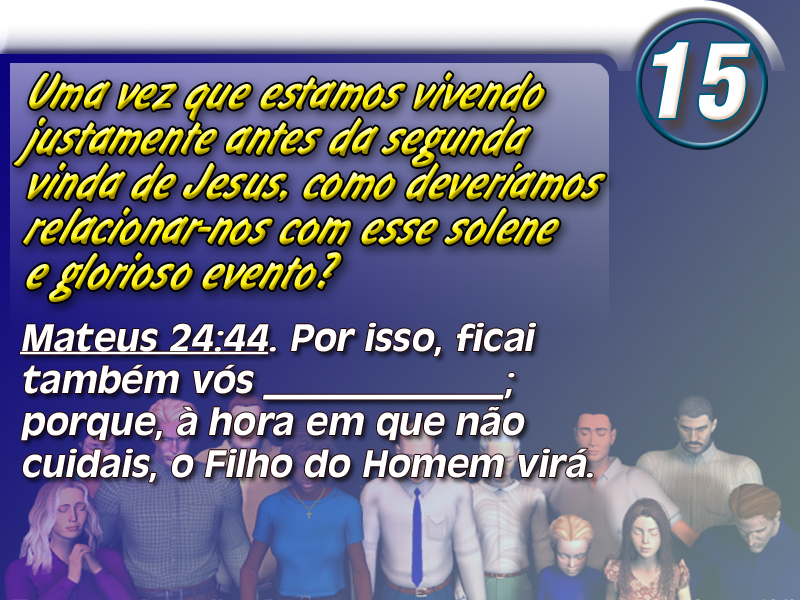 15
Uma vez que estamos vivendo
justamente antes da segunda
vinda de Jesus, como deveríamos
relacionar-nos com esse solene
e glorioso evento?
Mateus 24:44. Por isso, ficai
também vós ______________;
porque, à hora em que não
cuidais, o Filho do Homem virá.